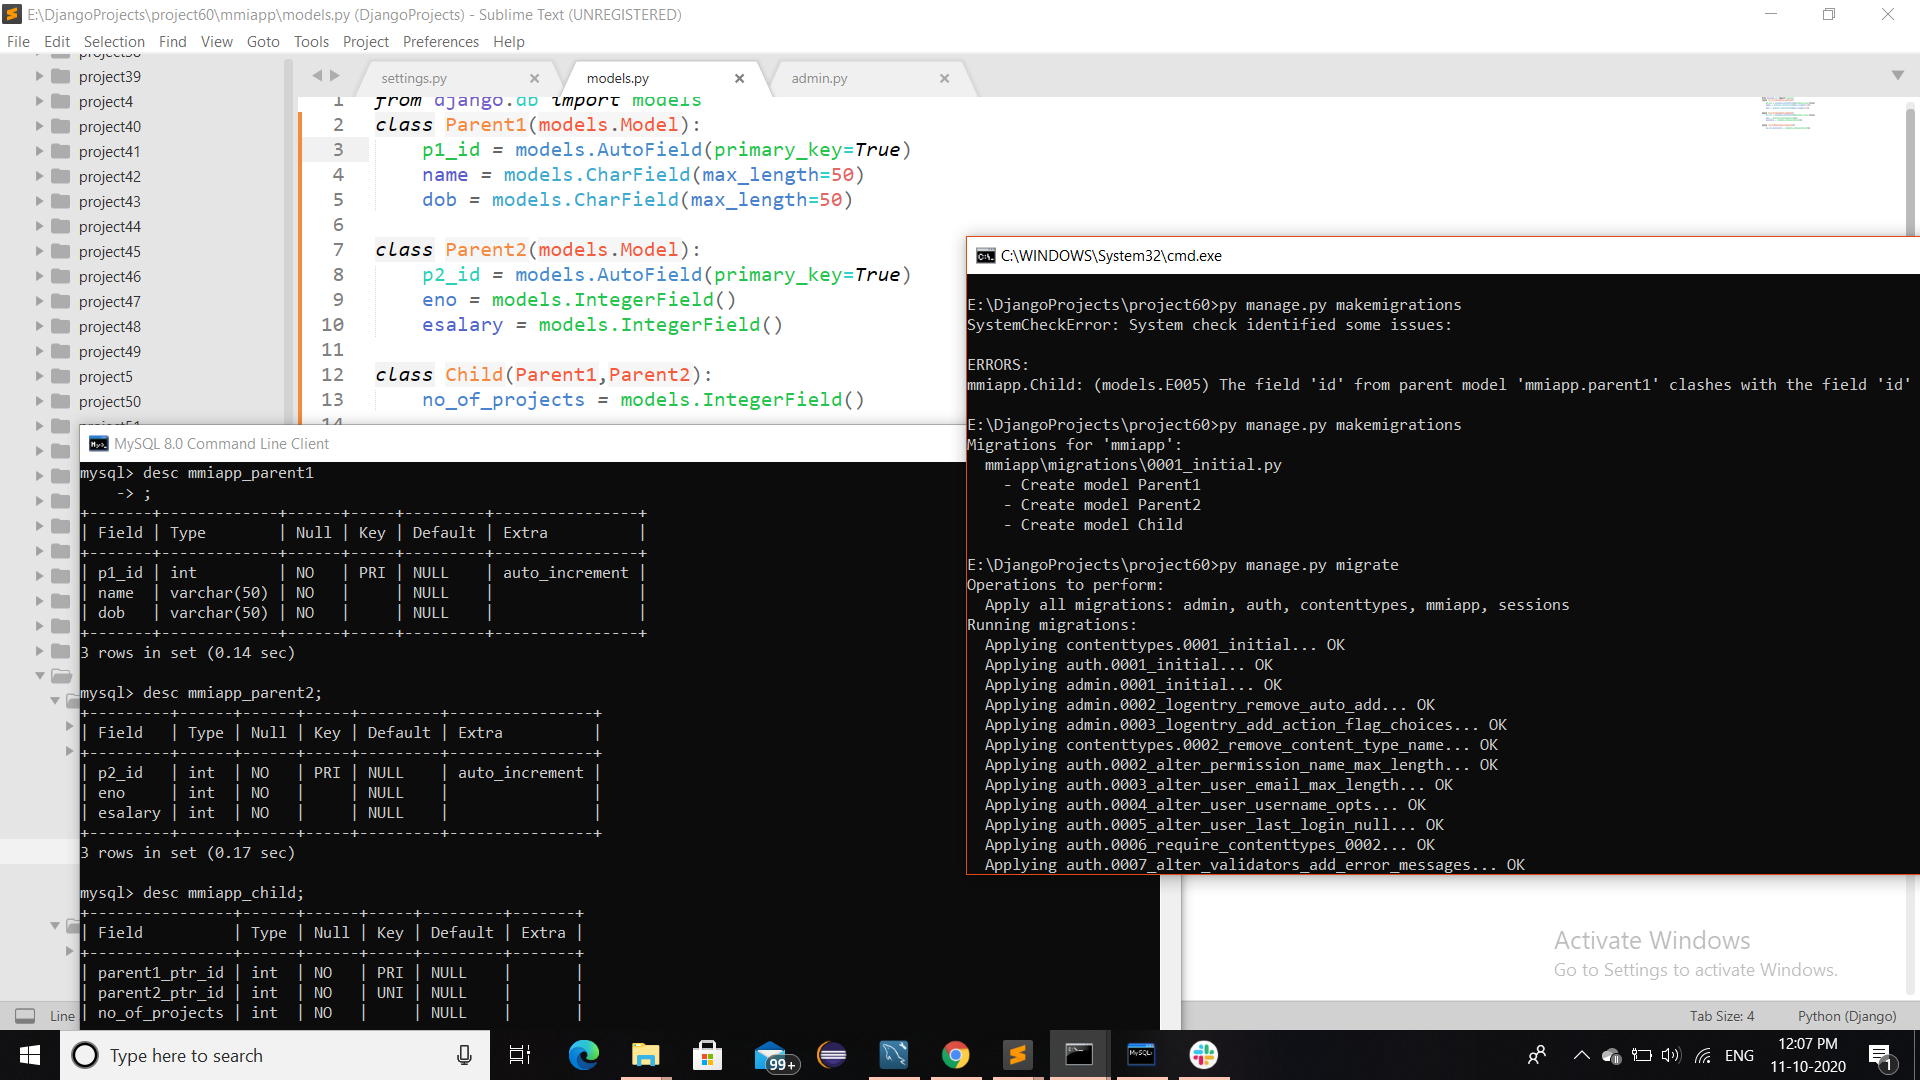 E:\DjangoProjects\project60\mmiapp\models.py (DjangoProjects) - Sublime Text (UNREGISTERED)
File Edit Selection Find View Goto Tools Project Preferences Help
project39
project4
project40
project41
project42
project43
project44
project45
project46
project47
project48
project49
project5
project50
settings.py
models.py
admin.py
1 from django.db import models
2 class Parent1(models.Model):
3 p1_id = models.AutoField(primary_key=True)
4 name = models.CharField(max_length=50)
5 dob = models.CharField(max_length=50)
6
7 class Parent2(models.Model):
8 p2_id = models.AutoField(primary_key=True)
9 eno = models.IntegerField()
10 esalary = models.IntegerField()
11
12 class Child(Parent1,Parent2):
13 no_of_projects = models.IntegerField()
14
MySQL 8.0 Command Line Client
mysql> desc mmiapp_parent1
-> ;
+-------+-------------+------+-----+---------+----------------+
| Field | Type | Null | Key | Default | Extra |
+-------+-------------+------+-----+---------+----------------+
| p1_id | int | NO | PRI | NULL | auto_increment |
| name | varchar(50) | NO | | NULL | |
| dob | varchar(50) | NO | | NULL | |
+-------+-------------+------+-----+---------+----------------+
3 rows in set (0.14 sec)
mysql> desc mmiapp_parent2;
+---------+------+------+-----+---------+----------------+
| Field | Type | Null | Key | Default | Extra |
+---------+------+------+-----+---------+----------------+
| p2_id | int | NO | PRI | NULL | auto_increment |
| eno | int | NO | | NULL | |
| esalary | int | NO | | NULL | |
+---------+------+------+-----+---------+----------------+
3 rows in set (0.17 sec)
mysql> desc mmiapp_child;
+----------------+------+------+-----+---------+-------+
| Field | Type | Null | Key | Default | Extra |
+----------------+------+------+-----+---------+-------+
| parent1_ptr_id | int | NO | PRI | NULL | |
| parent2_ptr_id | int | NO | UNI | NULL | |
| no_of_projects | int | NO | | NULL | |
C:\WINDOWS\System32\cmd.exe
E:\DjangoProjects\project60>py manage.py makemigrations
SystemCheckError: System check identified some issues:
ERRORS:
mmiapp.Child: (models.E005) The field 'id' from parent model 'mmiapp.parent1' clashes with the field 'id'
E:\DjangoProjects\project60>py manage.py makemigrations
Migrations for 'mmiapp':
mmiapp\migrations\0001_initial.py
- Create model Parent1
- Create model Parent2
- Create model Child
E:\DjangoProjects\project60>py manage.py migrate
Operations to perform:
Apply all migrations: admin, auth, contenttypes, mmiapp, sessions
Running migrations:
Applying contenttypes.0001_initial... OK
Applying auth.0001_initial... OK
Applying admin.0001_initial... OK
Applying admin.0002_logentry_remove_auto_add... OK
Applying admin.0003_logentry_add_action_flag_choices... OK
Applying contenttypes.0002_remove_content_type_name... OK
Applying auth.0002_alter_permission_name_max_length... OK
Applying auth.0003_alter_user_email_max_length... OK
Applying auth.0004_alter_user_username_opts... OK
Applying auth.0005_alter_user_last_login_null... OK
Applying auth.0006_require_contenttypes_0002... OK
Applying auth.0007_alter_validators_add_error_messages... OK
Activate Windows
Go to Settings to activate Windows.
Line
Tab Size: 4
Python (Django)
Type here to search
99+
MySQL
ENG
12:07 PM
11-10-2020
1